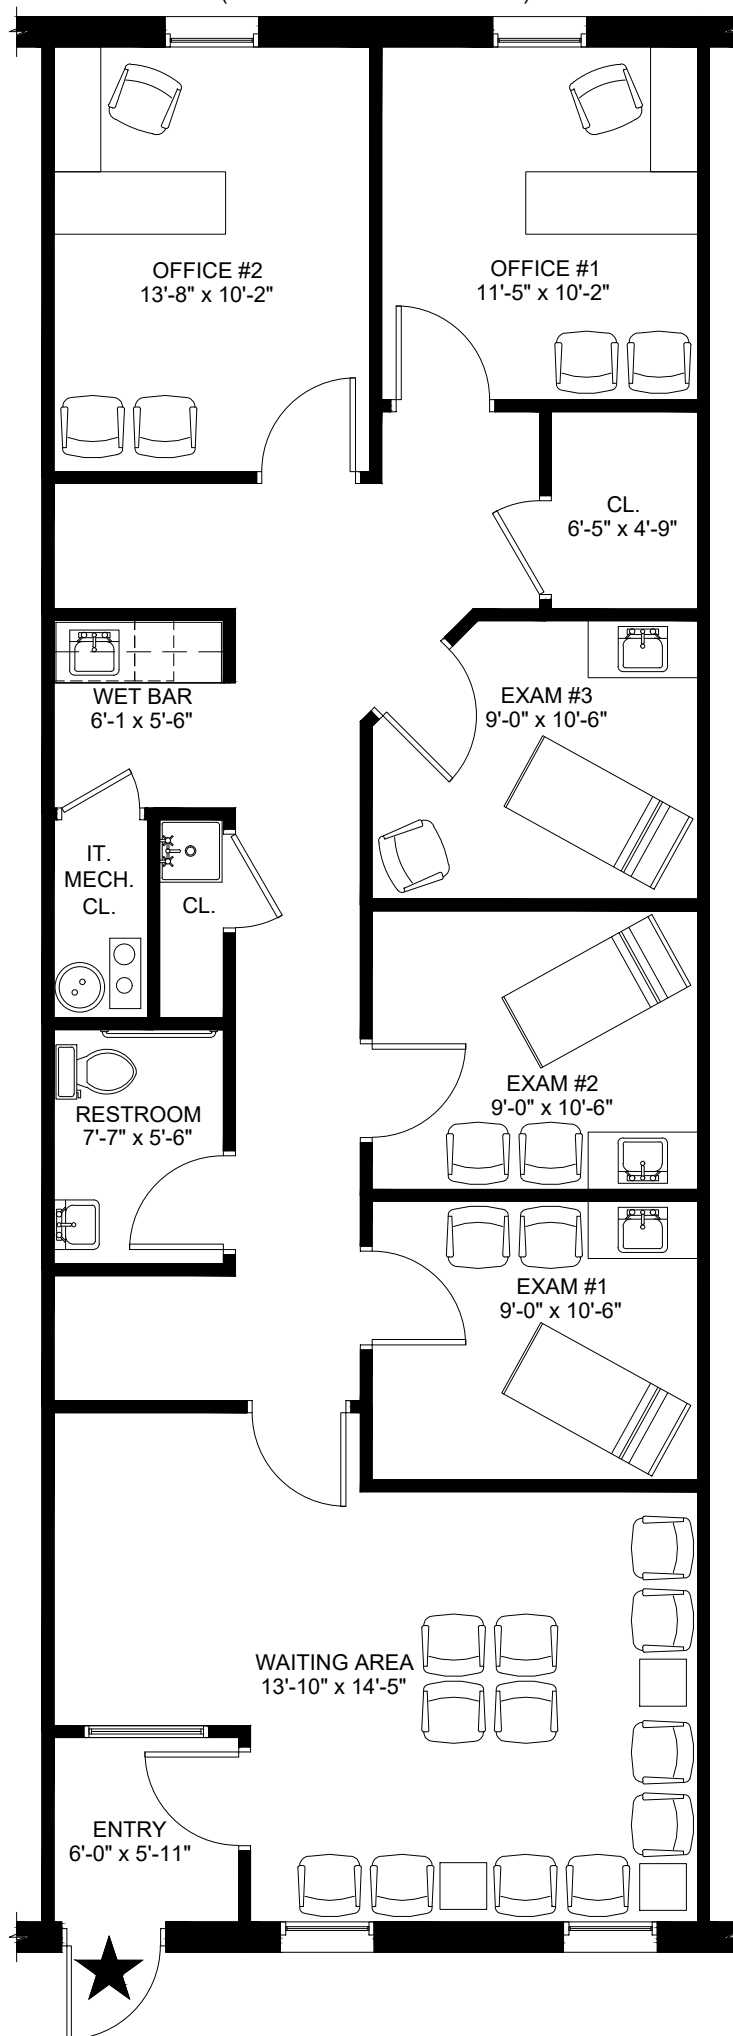 OFFICE #2
13'-8" x 10'-2"
OFFICE #1
11'-5" x 10'-2"
CL.
6'-5" x 4'-9"
WET BAR
6'-1 x 5'-6"
EXAM #3
9'-0" x 10'-6"
IT.
MECH.
CL.
CL.
EXAM #2
9'-0" x 10'-6"
RESTROOM
7'-7" x 5'-6"
EXAM #1
9'-0" x 10'-6"
WAITING AREA
13'-10" x 14'-5"
ENTRY
6'-0" x 5'-11"